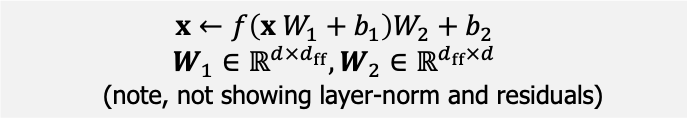 𝐱 ← f(𝐱 W₁ + b₁)W₂ + b₂
𝑾₁ ∈ ℝ^{d×d_ff}, 𝑾₂ ∈ ℝ^{d_ff×d}
(note, not showing layer-norm and residuals)